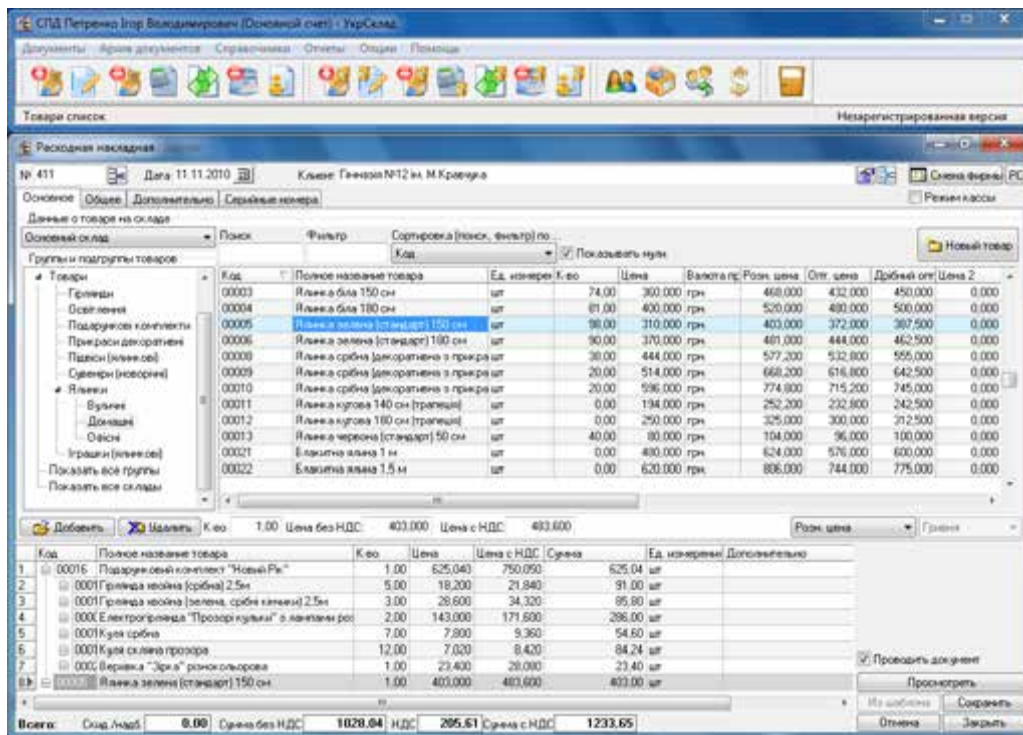 СПД Петренко Ігор Володимирович (Основной счет) - УкрСклад
Документы Архив документов Справочники Отчеты Опции Помощь
Товари список Незарегистрированная версия
Расходная накладная
№ 411 Дата 11.11.2010 Клиент Гімназія №12 ім. М.Кравчука Смена фирмы
Основное Общее Дополнительно Серийные номера Режим кассы
Данные о товаре на складе
Основний склад Поиск Фильтр Сортировка (поиск, фильтр) по...
Код Показывать нули Новый товар
Группы и подгруппы товаров
Товари
Гірлянди
Освітлення
Подарункові комплекти
Прикраси декоративні
Підвіски (ялинкові)
Сувеніри (новорічні)
Ялинки
Вуличні
Домашні
Офісні
Іграшки (ялинкові)
Показать все группы
Показать все склады
Код Полное название товара Ед. измерен К-во Цена Валюта пр Розн. цена Опт. цена Дрібний опт Цена 2
00003 Ялинка біла 150 см шт 74,00 360,000 грн 468,000 432,000 450,000 0,000
00004 Ялинка біла 180 см шт 81,00 400,000 грн 520,000 480,000 500,000 0,000
00005 Ялинка зелена (стандарт) 150 см шт 98,00 310,000 грн 403,000 372,000 387,500 0,000
00006 Ялинка зелена (стандарт) 180 см шт 90,00 370,000 грн 481,000 444,000 462,500 0,000
00008 Ялинка срібна (декоративна з прикра шт 30,00 444,000 грн 577,200 532,800 555,000 0,000
00009 Ялинка срібна (декоративна з прикра шт 20,00 514,000 грн 668,200 616,800 642,500 0,000
00010 Ялинка срібна (декоративна з прикра шт 20,00 596,000 грн 774,800 715,200 745,000 0,000
00011 Ялинка кутова 140 см (трапеція) шт 0,00 194,000 грн 252,200 232,800 242,500 0,000
00012 Ялинка кутова 180 см (трапеція) шт 0,00 250,000 грн 325,000 300,000 312,500 0,000
00013 Ялинка червона (стандарт) 50 см шт 40,00 80,000 грн 104,000 96,000 100,000 0,000
00021 Блакитна ялина 1 м шт 0,00 480,000 грн 624,000 576,000 600,000 0,000
00022 Блакитна ялина 1,5 м шт 0,00 620,000 грн 806,000 744,000 775,000 0,000
Добавить Удалить К-во 1,00 Цена без НДС: 403,000 Цена с НДС: 483,600 Розн. цена Гривня
Код Полное название товара К-во Цена Цена с НДС Сумма Ед. измерения Дополнительно
1 00016 Подарунковий комплект "Новый Рік" 1,00 625,040 750,050 625,04 шт
2 0001 Гірлянда хвойна (срібна) 2,5м 5,00 18,200 21,840 91,00 шт
3 0001 Гірлянда хвойна (зелена, срібні кінчики) 2,5м 3,00 28,600 34,320 85,80 шт
4 000 Електрогірлянда "Прозорі кульки" з лампами роз 2,00 143,000 171,600 286,00 шт
5 0001 Куля срібна 7,00 7,800 9,360 54,60 шт
6 0001 Куля скляна прозора 12,00 7,020 8,420 84,24 шт
7 000 Верівка "Зірка" різнокольорова 1,00 23,400 28,080 23,40 шт
8 Ялинка зелена (стандарт) 150 см 1,00 403,000 483,600 403,00 шт
Проводить документ
Просмотреть
Из шаблона Сохранить
Всего: Скид./надб. 0.00 Сумма без НДС 1028.04 НДС 205.61 Сумма с НДС 1233.65 Отмена Закрыть